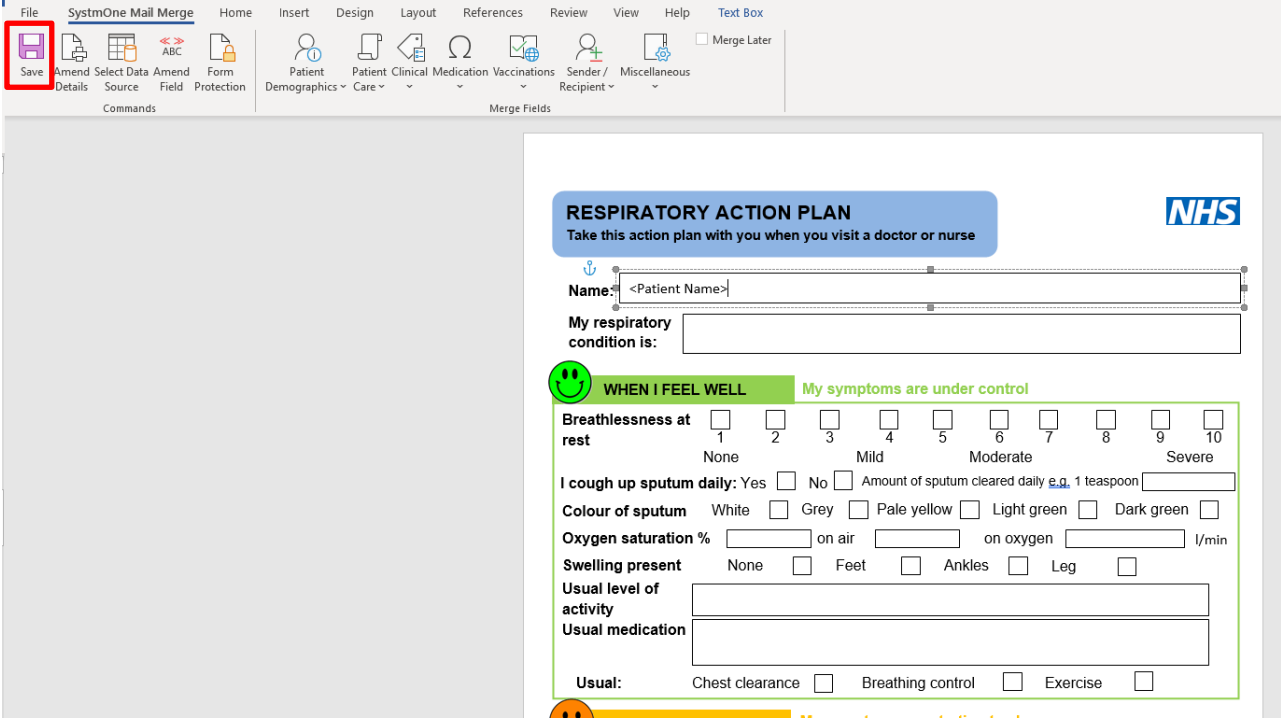 File SystmOne Mail Merge Home Insert Design Layout References Review View Help Text Box
Save Amend Details Select Data Source Amend Field Form Protection Patient Demographics Patient Care Clinical Medication Vaccinations Sender / Recipient Miscellaneous Merge Later
ABC
Commands Merge Fields
RESPIRATORY ACTION PLAN
Take this action plan with you when you visit a doctor or nurse
NHS
Name: <Patient Name>
My respiratory
condition is:
WHEN I FEEL WELL My symptoms are under control
Breathlessness at
rest
1 2 3 4 5 6 7 8 9 10
None Mild Moderate Severe
I cough up sputum daily: Yes No Amount of sputum cleared daily e.g. 1 teaspoon
Colour of sputum White Grey Pale yellow Light green Dark green
Oxygen saturation % on air on oxygen l/min
Swelling present None Feet Ankles Leg
Usual level of
activity
Usual medication
Usual: Chest clearance Breathing control Exercise